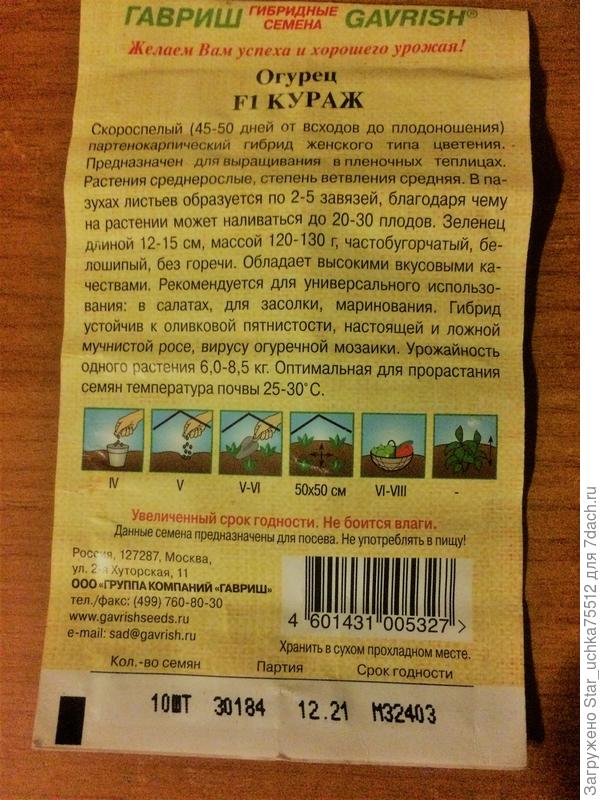 ГАВРИШ ГИБРИДНЫЕ СЕМЕНА GAVRISH®
Желаем Вам успеха и хорошего урожая!
Огурец
F1 КУРАЖ
Скороспелый (45-50 дней от всходов до плодоношения)
партенокарпический гибрид женского типа цветения.
Предназначен для выращивания в пленочных теплицах.
Растения среднерослые, степень ветвления средняя. В па-
зухах листьев образуется по 2-5 завязей, благодаря чему
на растении может наливаться до 20-30 плодов. Зеленец
длиной 12-15 см, массой 120-130 г, частобугорчатый, бе-
лошипый, без горечи. Обладает высокими вкусовыми ка-
чествами. Рекомендуется для универсального использо-
вания: в салатах, для засолки, маринования. Гибрид
устойчив к оливковой пятнистости, настоящей и ложной
мучнистой росе, вирусу огуречной мозаики. Урожайность
одного растения 6,0-8,5 кг. Оптимальная для прорастания
семян температура почвы 25-30°С.
IV V V-VI 50х50 см VI-VIII -
Увеличенный срок годности. Не боится влаги.
Данные семена предназначены для посева. Не употреблять в пищу!
Россия, 127287, Москва,
ул. 2-я Хуторская, 11
ООО «ГРУППА КОМПАНИЙ «ГАВРИШ»
тел./факс: (499) 760-80-30
www.gavrishseeds.ru
e-mail: sad@gavrish.ru
4 601431 005327 >
Хранить в сухом прохладном месте.
Кол.-во семян Партия Срок годности
10ШТ 30184 12.21 М32403
Загружено Star_uchka75512 для 7dach.ru